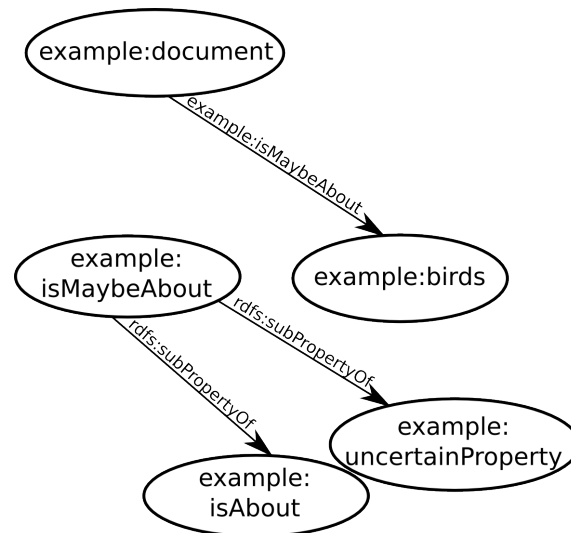 example:document
example:isMaybeAbout
example:
isMaybeAbout
example:birds
rdfs:subPropertyOf
rdfs:subPropertyOf
example:
uncertainProperty
example:
isAbout